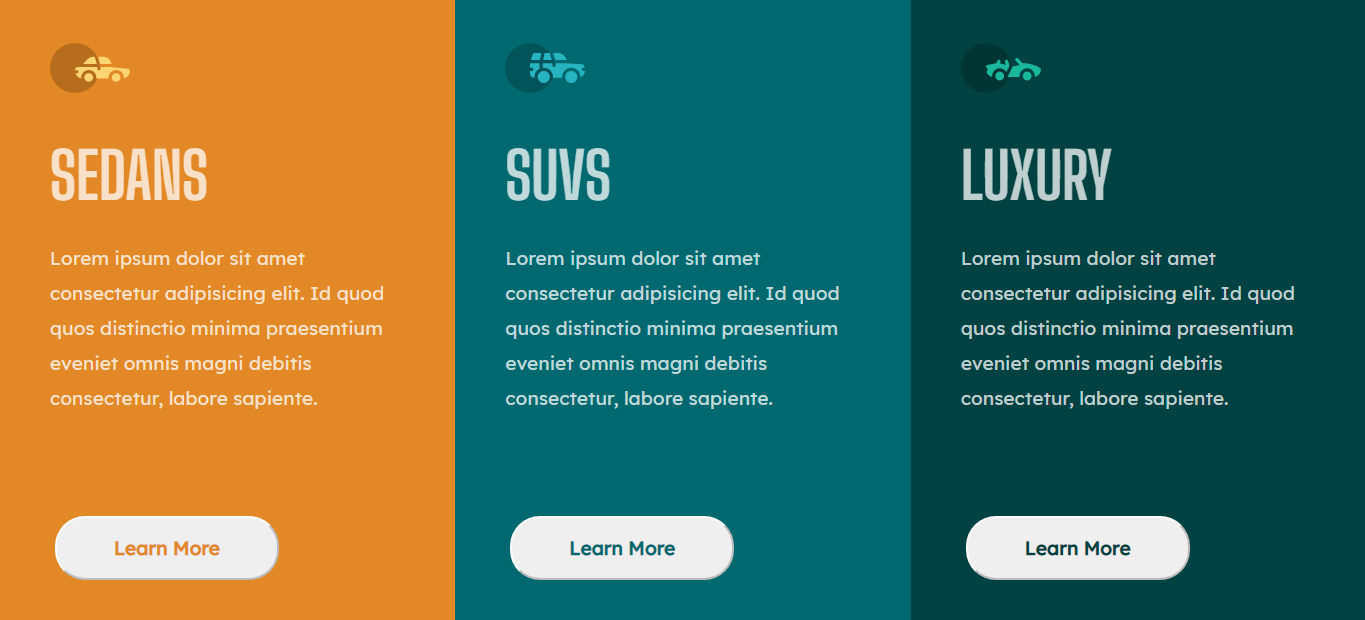 SEDANS
Lorem ipsum dolor sit amet
consectetur adipisicing elit. Id quod
quos distinctio minima praesentium
eveniet omnis magni debitis
consectetur, labore sapiente.
Learn More
SUVS
Lorem ipsum dolor sit amet
consectetur adipisicing elit. Id quod
quos distinctio minima praesentium
eveniet omnis magni debitis
consectetur, labore sapiente.
Learn More
LUXURY
Lorem ipsum dolor sit amet
consectetur adipisicing elit. Id quod
quos distinctio minima praesentium
eveniet omnis magni debitis
consectetur, labore sapiente.
Learn More